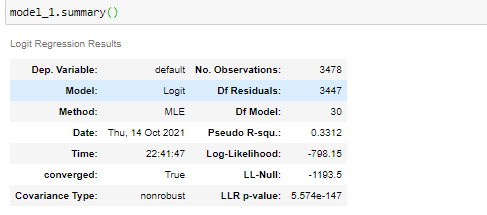 model_1.summary()
Logit Regression Results
Dep. Variable: default No. Observations: 3478
Model: Logit Df Residuals: 3447
Method: MLE Df Model: 30
Date: Thu, 14 Oct 2021 Pseudo R-squ.: 0.3312
Time: 22:41:47 Log-Likelihood: -798.15
converged: True LL-Null: -1193.5
Covariance Type: nonrobust LLR p-value: 5.574e-147